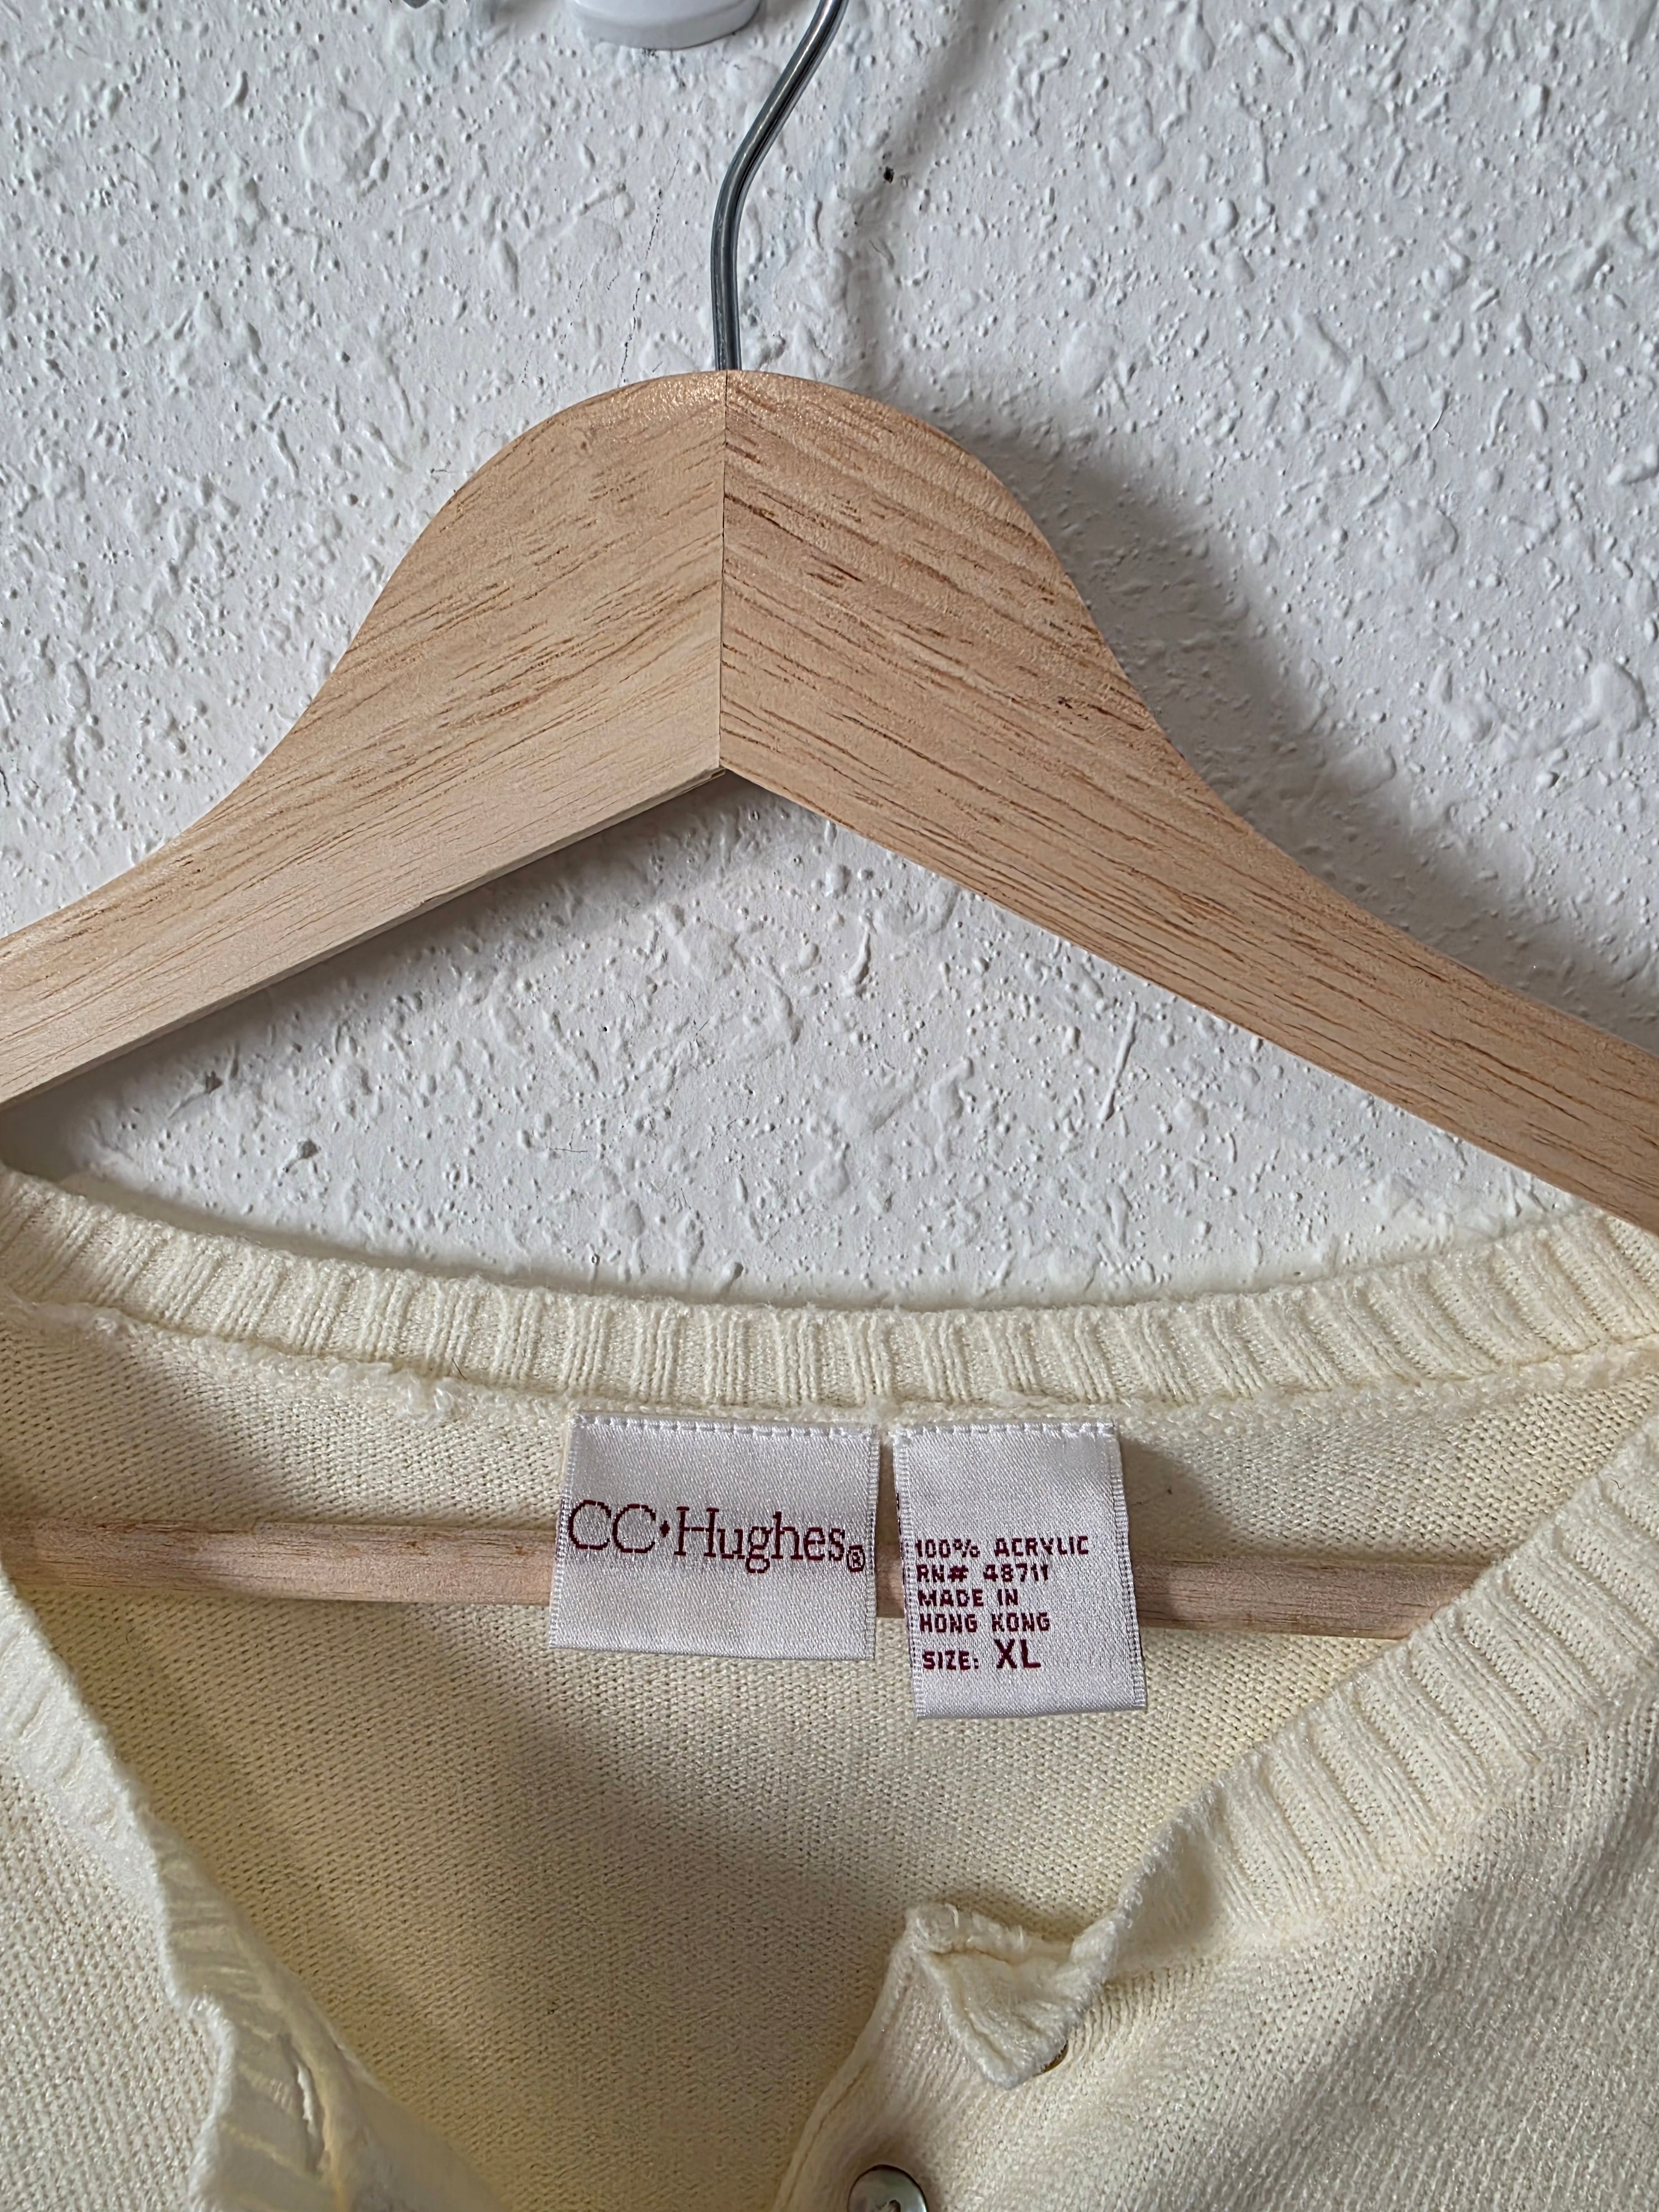 CC♦Hughes®
100% ACRYLIC
RN# 48711
MADE IN
HONG KONG
SIZE: XL